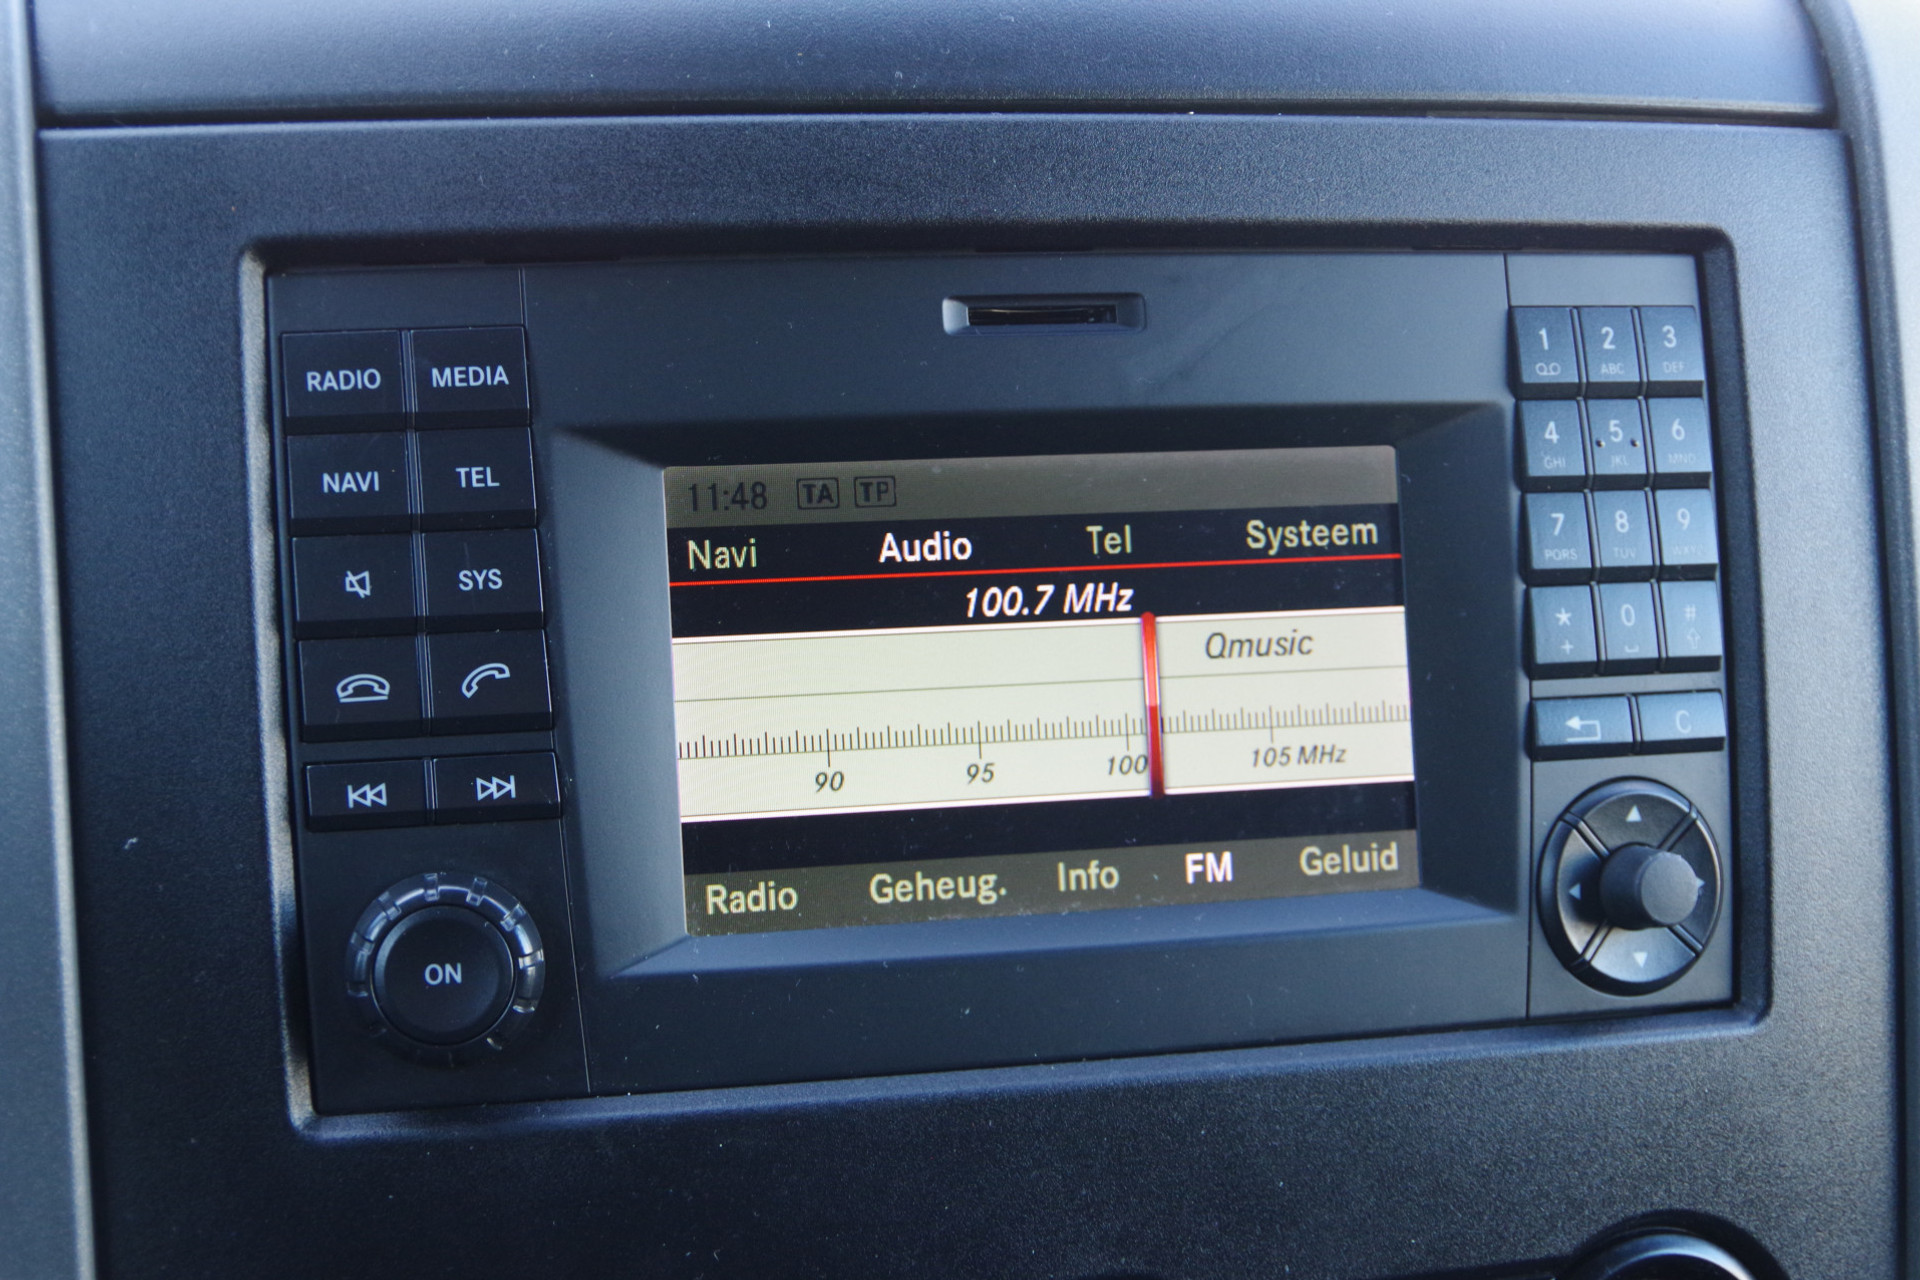 RADIO MEDIA
NAVI TEL
SYS
ON
11:48 TA TP
Navi Audio Tel Systeem
100.7 MHz
Qmusic
90 95 100 105 MHz
Radio Geheug. Info FM Geluid
1 2 3
ABC DEF
4 5 6
GHI JKL MNO
7 8 9
PQRS TUV
* 0 #
+
C